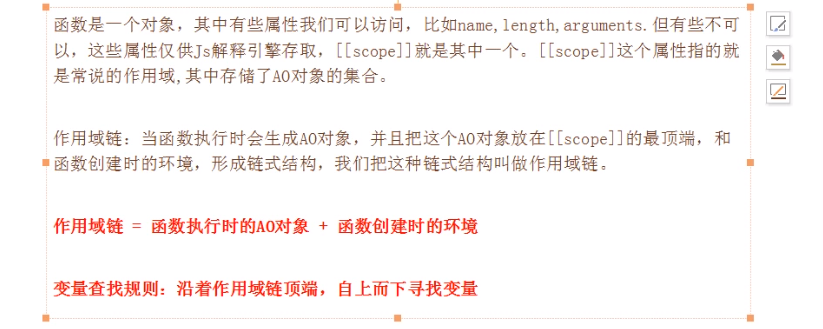 函数是一个对象，其中有些属性我们可以访问，比如name,length,arguments.但有些不可
以，这些属性仅供Js解释引擎存取，[[scope]]就是其中一个。[[scope]]这个属性指的就
是常说的作用域,其中存储了AO对象的集合。
作用域链：当函数执行时会生成AO对象，并且把这个AO对象放在[[scope]]的最顶端，和
函数创建时的环境，形成链式结构，我们把这种链式结构叫做作用域链。
作用域链 = 函数执行时的AO对象 + 函数创建时的环境
变量查找规则：沿着作用域链顶端，自上而下寻找变量